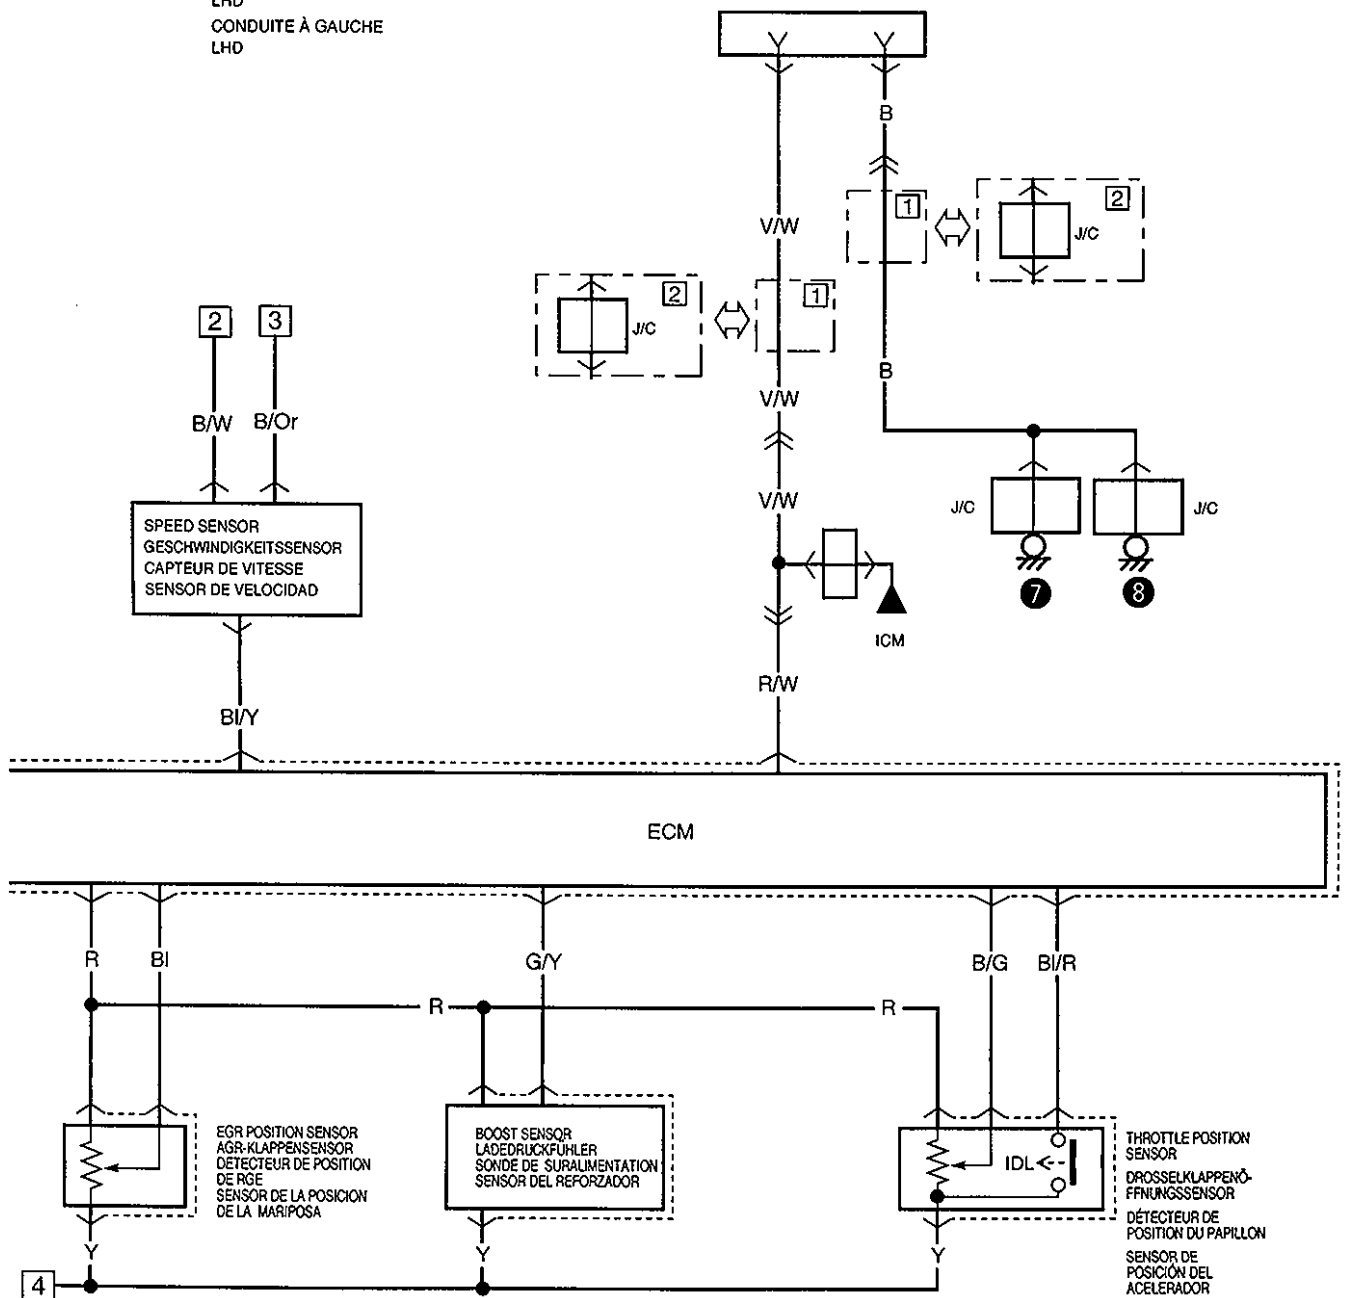 LHD
CONDUITE À GAUCHE
LHD
B
1
2
J/C
V/W
2
J/C
1
2
3
B/W
B/Or
V/W
B
V/W
J/C
J/C
7
8
SPEED SENSOR
GESCHWINDIGKEITSSENSOR
CAPTEUR DE VITESSE
SENSOR DE VELOCIDAD
ICM
R/W
Bl/Y
ECM
R
Bl
G/Y
B/G
Bl/R
R
R
EGR POSITION SENSOR
AGR-KLAPPENSENSOR
DETECTEUR DE POSITION
DE RGE
SENSOR DE LA POSICION
DE LA MARIPOSA
BOOST SENSOR
LADEDRUCKFÜHLER
SONDE DE SURALIMENTATION
SENSOR DEL REFORZADOR
IDL
THROTTLE POSITION
SENSOR
DROSSELKLAPPENÖ-
FFNUNGSSENSOR
DÉTECTEUR DE
POSITION DU PAPILLON
SENSOR DE
POSICIÓN DEL
ACELERADOR
Y
Y
Y
4